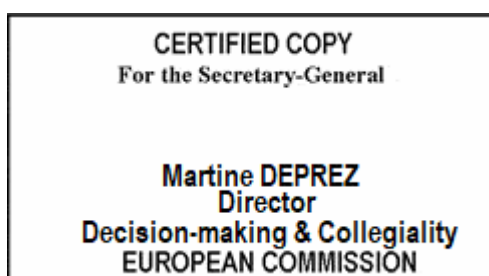 CERTIFIED COPY
For the Secretary-General
Martine DEPREZ
Director
Decision-making & Collegiality
EUROPEAN COMMISSION